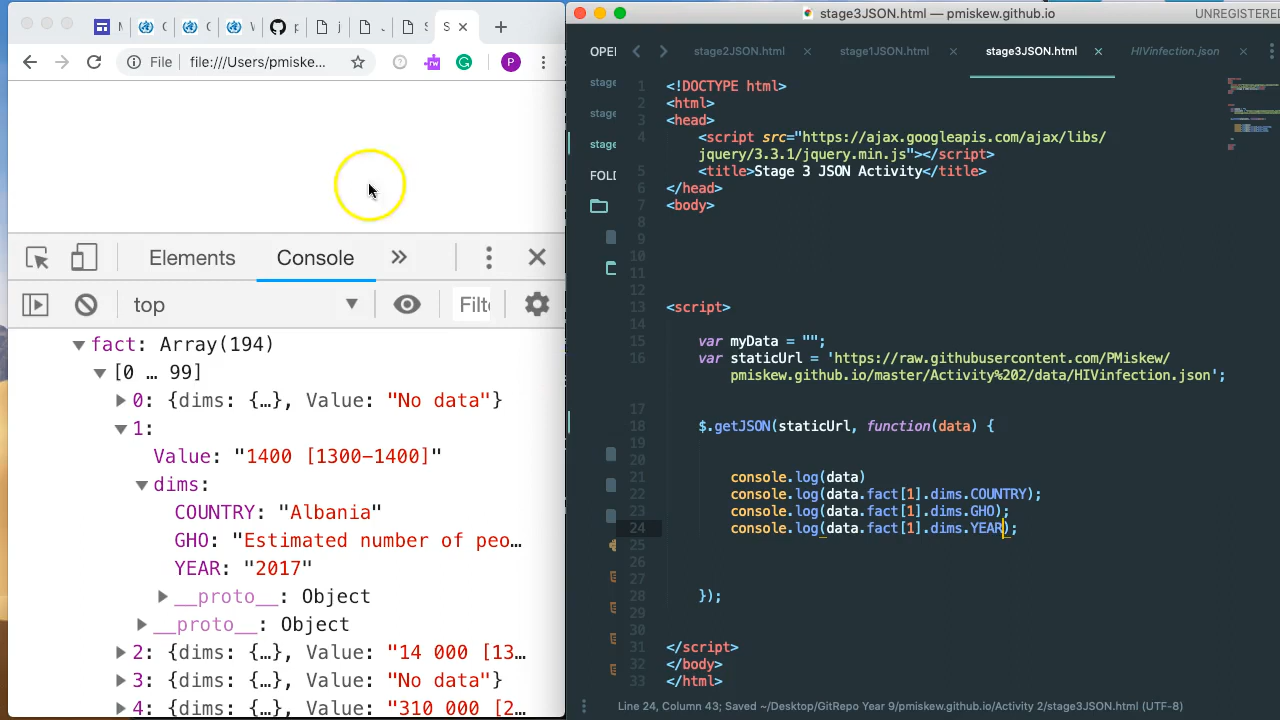 S
File
file:///Users/pmiske...
P
Elements
Console
top
Filt
fact: Array(194)
[0 … 99]
0: {dims: {…}, Value: "No data"}
1:
Value: "1400 [1300–1400]"
dims:
COUNTRY: "Albania"
GHO: "Estimated number of peo…
YEAR: "2017"
__proto__: Object
__proto__: Object
2: {dims: {…}, Value: "14 000 [13…
3: {dims: {…}, Value: "No data"}
4: {dims: {…}, Value: "310 000 [2…
stage3JSON.html — pmiskew.github.io
UNREGISTERE
OPEI
stage
stage
stage
FOLD
stage2JSON.html
stage1JSON.html
stage3JSON.html
HIVinfection.json
1 <!DOCTYPE html>
2 <html>
3 <head>
4 <script src="https://ajax.googleapis.com/ajax/libs/
jquery/3.3.1/jquery.min.js"></script>
5 <title>Stage 3 JSON Activity</title>
6 </head>
7 <body>
8
9
10
11
12
13 <script>
14
15 var myData = "";
16 var staticUrl = 'https://raw.githubusercontent.com/PMiskew/
pmiskew.github.io/master/Activity%202/data/HIVinfection.json';
17
18 $.getJSON(staticUrl, function(data) {
19
20
21 console.log(data)
22 console.log(data.fact[1].dims.COUNTRY);
23 console.log(data.fact[1].dims.GHO);
24 console.log(data.fact[1].dims.YEAR);
25
26
27
28 });
29
30
31 </script>
32 </body>
33 </html>
Line 24, Column 43; Saved ~/Desktop/GitRepo Year 9/pmiskew.github.io/Activity 2/stage3JSON.html (UTF-8)